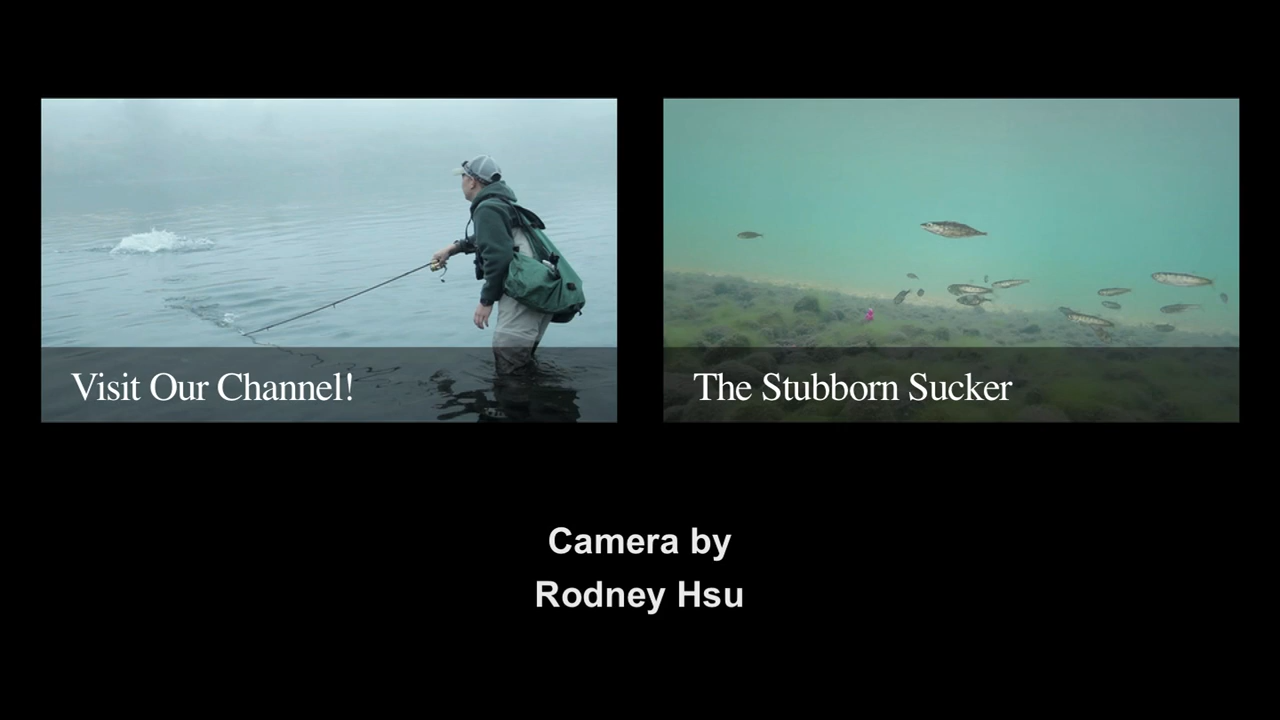 Visit Our Channel!
The Stubborn Sucker
Camera by
Rodney Hsu